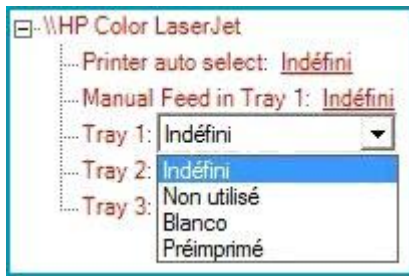 \\HP Color LaserJet
Printer auto select: Indéfini
Manual Feed in Tray 1: Indéfini
Tray 1: Indéfini
Tray 2: Indéfini
Non utilisé
Tray 3: Blanco
Préimprimé